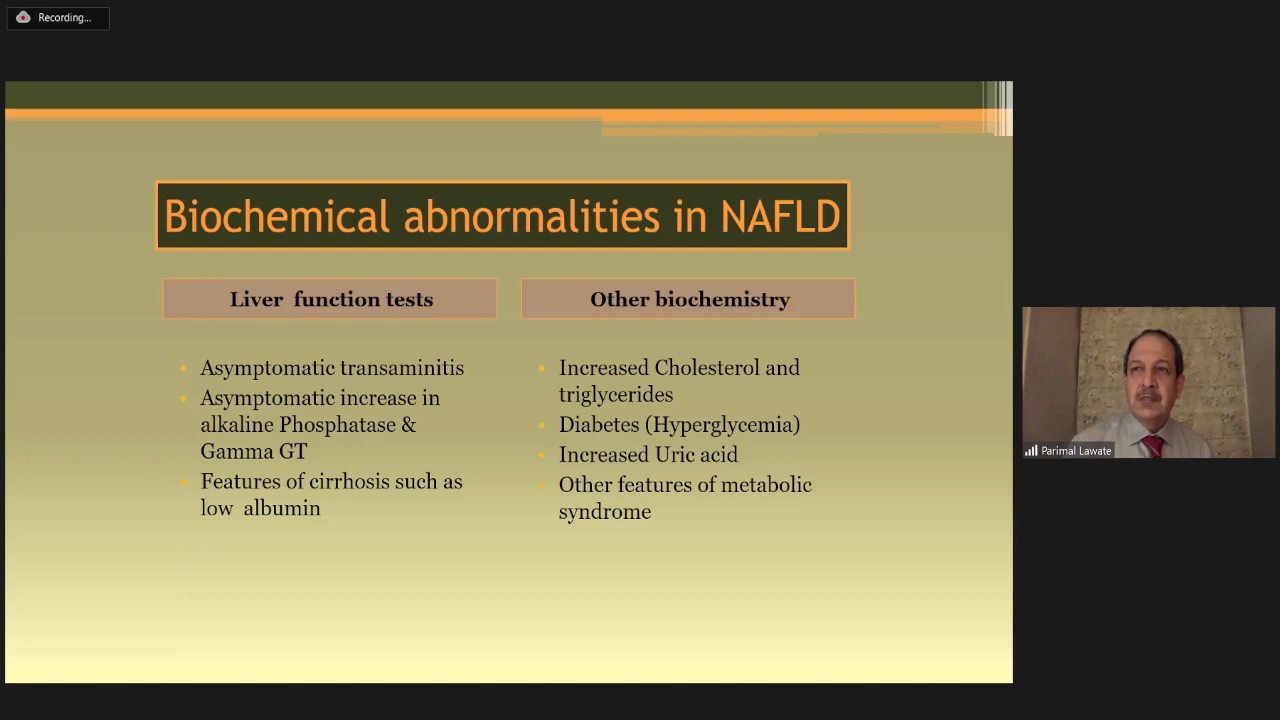 Recording...
Biochemical abnormalities in NAFLD
Liver function tests
Other biochemistry
Asymptomatic transaminitis
Asymptomatic increase in
alkaline Phosphatase &
Gamma GT
Features of cirrhosis such as
low albumin
Increased Cholesterol and
triglycerides
Diabetes (Hyperglycemia)
Increased Uric acid
Other features of metabolic
syndrome
Parimal Lawate